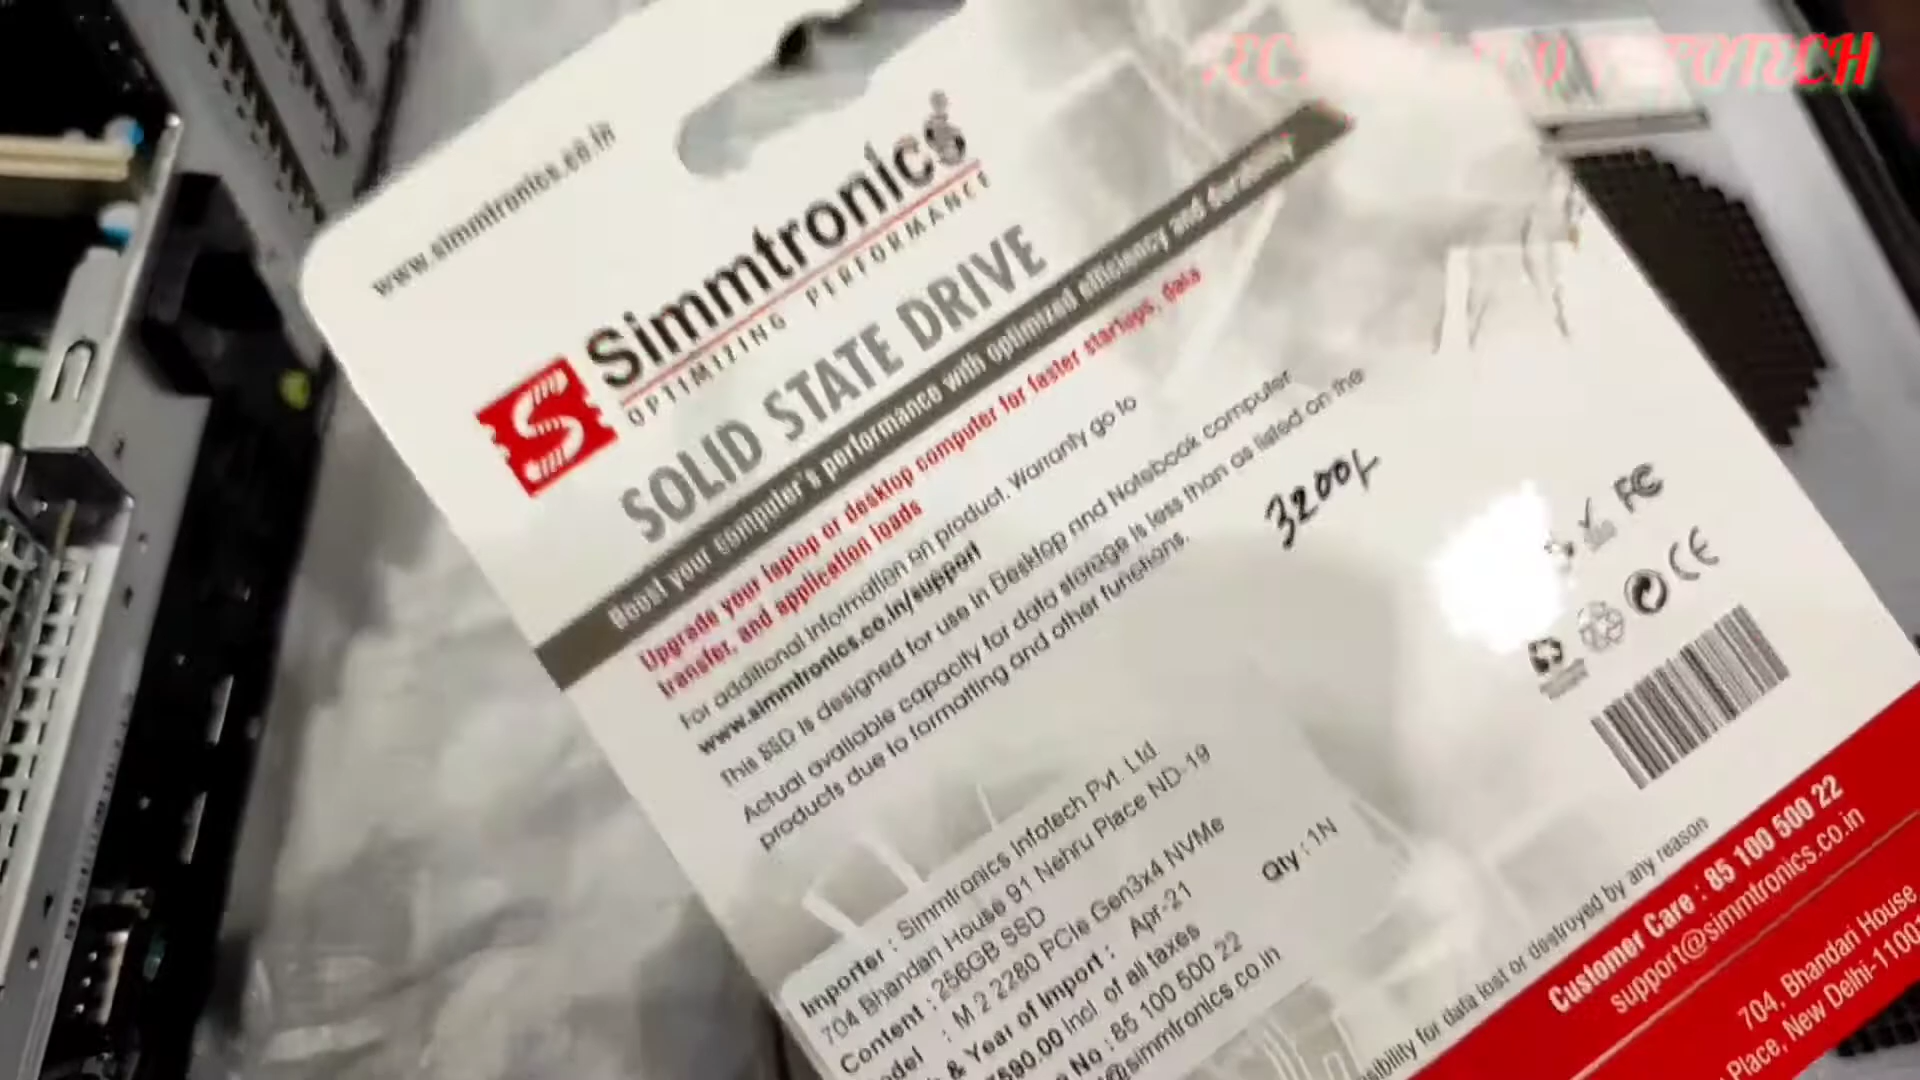 www.simmtronics.co.in
Simmtronics
OPTIMIZING PERFORMANCE
SOLID STATE DRIVE
Boost your computer's performance with optimized efficiency and durability
Upgrade your laptop or desktop computer for faster startups, data
transfer, and application loads
For additional information on product. Warranty go to
www.simmtronics.co.in/support
This SSD is designed for use in Desktop and Notebook computer
Actual available capacity for data storage is less than as listed on the
products due to formatting and other functions.
3200/-
FC
CE
Importer : Simmtronics Infotech Pvt. Ltd.
704 Bhandari House 91 Nehru Place ND-19
Content : 256GB SSD
: M 2 2280 PCIe Gen3x4 NVMe
Qty : 1N
& Year of Import : Apr-21
590.00 Incl. of all taxes
No : 85 100 500 22
@simmtronics.co.in
for data lost or destroyed by any reason
Customer Care : 85 100 500 22
support@simmtronics.co.in
704, Bhandari House
Place, New Delhi-1100